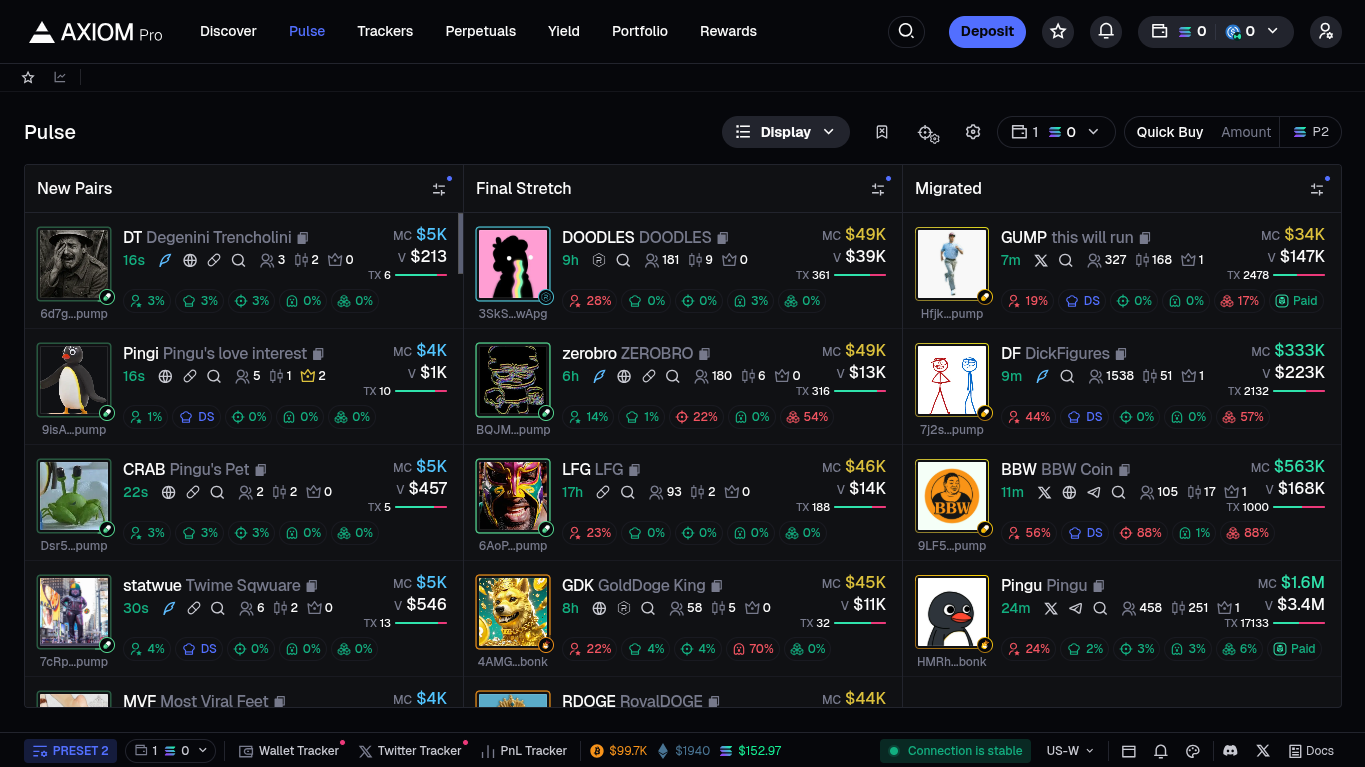 AXIOM Pro
Discover Pulse Trackers Perpetuals Yield Portfolio Rewards Deposit 0 0
Pulse
Display 1 0 Quick Buy Amount P2
New Pairs
DT Degenini Trencholini MC $5K
16s 3 2 0 V $213
TX 6
3% 3% 3% 0% 0%
6d7g...pump
Pingi Pingu's love interest MC $4K
16s 5 1 2 V $1K
TX 10
1% DS 0% 0% 0%
9isA...pump
CRAB Pingu's Pet MC $5K
22s 2 2 0 V $457
TX 5
3% 3% 3% 0% 0%
Dsr5...pump
statwue Twime Sqwuare MC $5K
30s 6 2 0 V $546
TX 13
4% DS 0% 0% 0%
7cRp...pump
MVF Most Viral Feet MC $4K
Final Stretch
DOODLES DOODLES MC $49K
9h 181 9 0 V $39K
TX 361
28% 0% 0% 3% 0%
3SkS...wApg
zerobro ZEROBRO MC $49K
6h 180 6 0 V $13K
TX 316
14% 1% 22% 0% 54%
BQJM...pump
LFG LFG MC $46K
17h 93 2 0 V $14K
TX 188
23% 0% 0% 0% 0%
6AoP...pump
GDK GoldDoge King MC $45K
8h 58 5 0 V $11K
TX 32
22% 4% 4% 70% 0%
4AMG...bonk
RDOGE RoyalDOGE MC $44K
Migrated
GUMP this will run MC $34K
7m 327 168 1 V $147K
TX 2478
19% DS 0% 0% 17% Paid
Hfjk...pump
DF DickFigures MC $333K
9m 1538 51 1 V $223K
TX 2132
44% DS 0% 0% 57%
7j2s...pump
BBW BBW Coin MC $563K
11m 105 17 1 V $168K
TX 1000
BBW
56% DS 88% 1% 88%
9LF5...pump
Pingu Pingu MC $1.6M
24m 458 251 1 V $3.4M
TX 17133
24% 2% 3% 3% 6% Paid
HMRh...bonk
PRESET 2 1 0 Wallet Tracker Twitter Tracker PnL Tracker $99.7K $1940 $152.97 Connection is stable US-W Docs